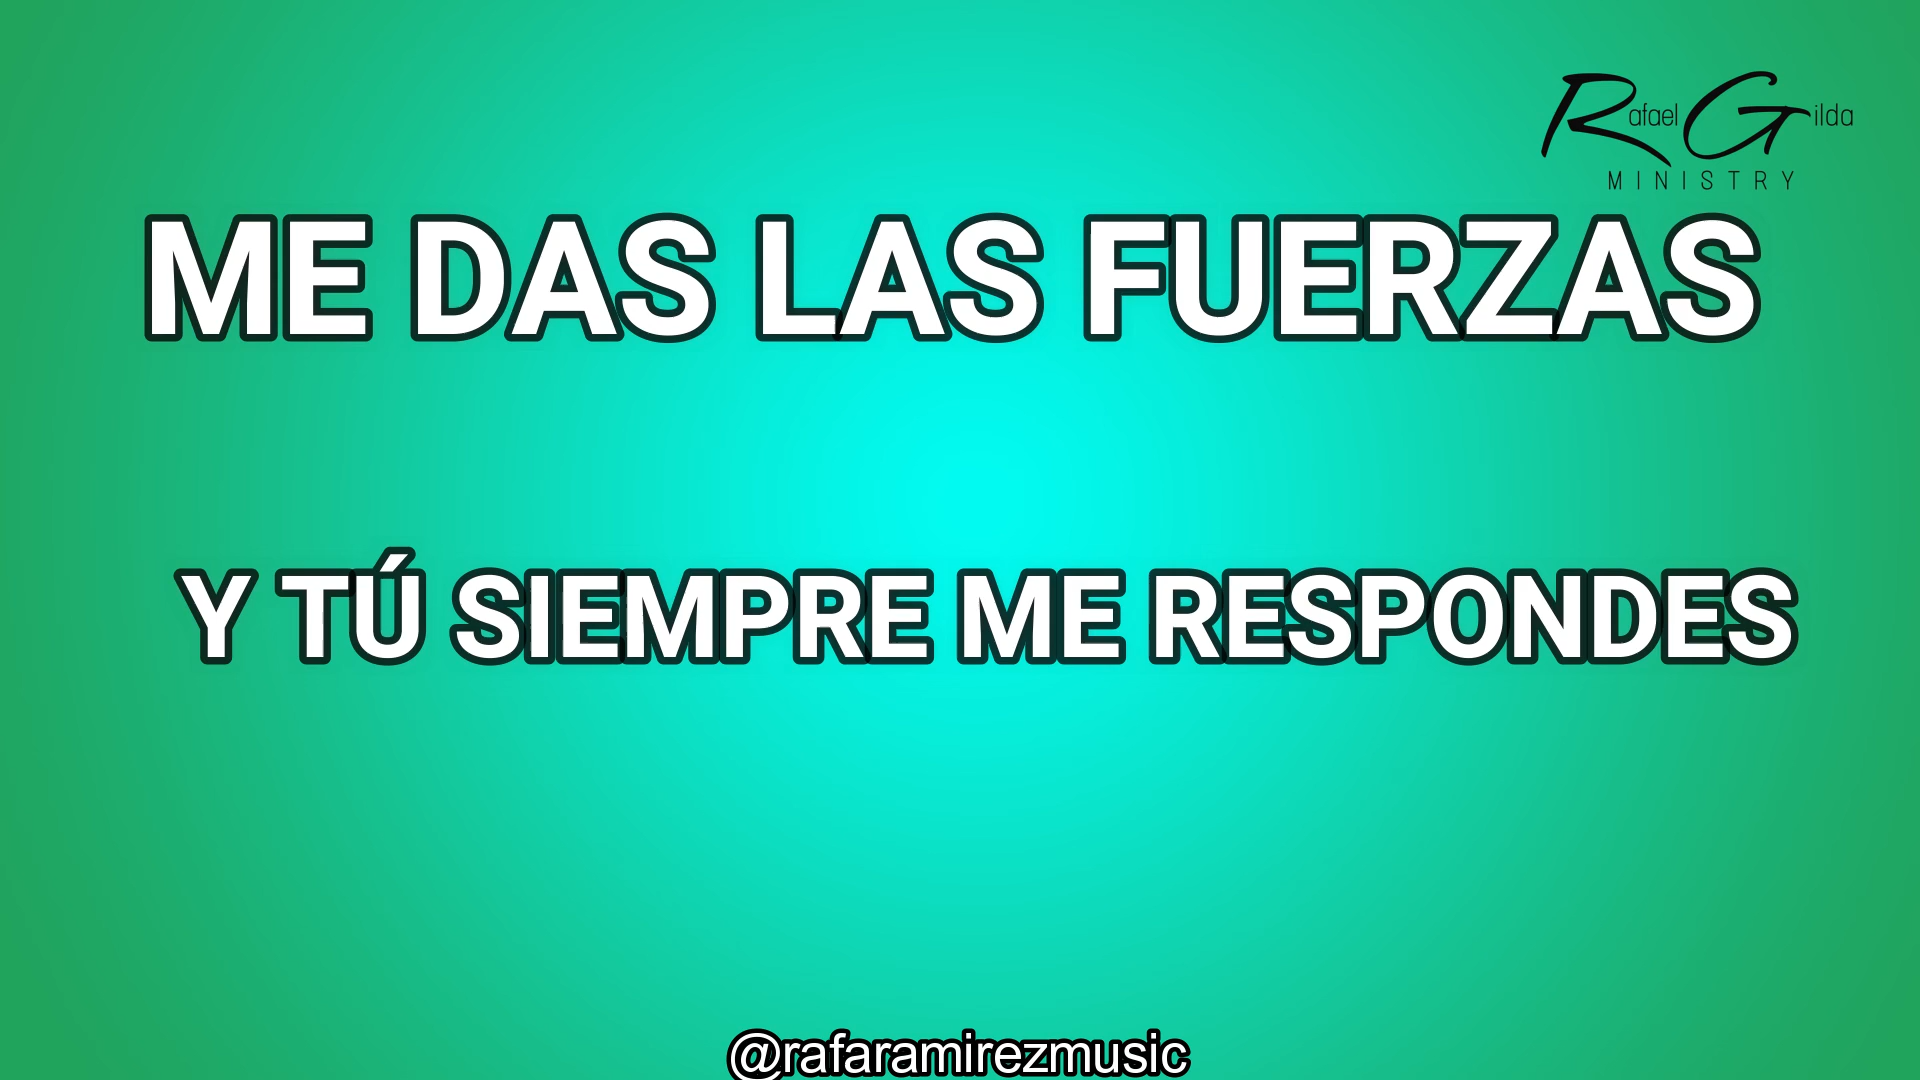 Rafael Gilda
MINISTRY
ME DAS LAS FUERZAS
Y TÚ SIEMPRE ME RESPONDES
@rafaramirezmusic